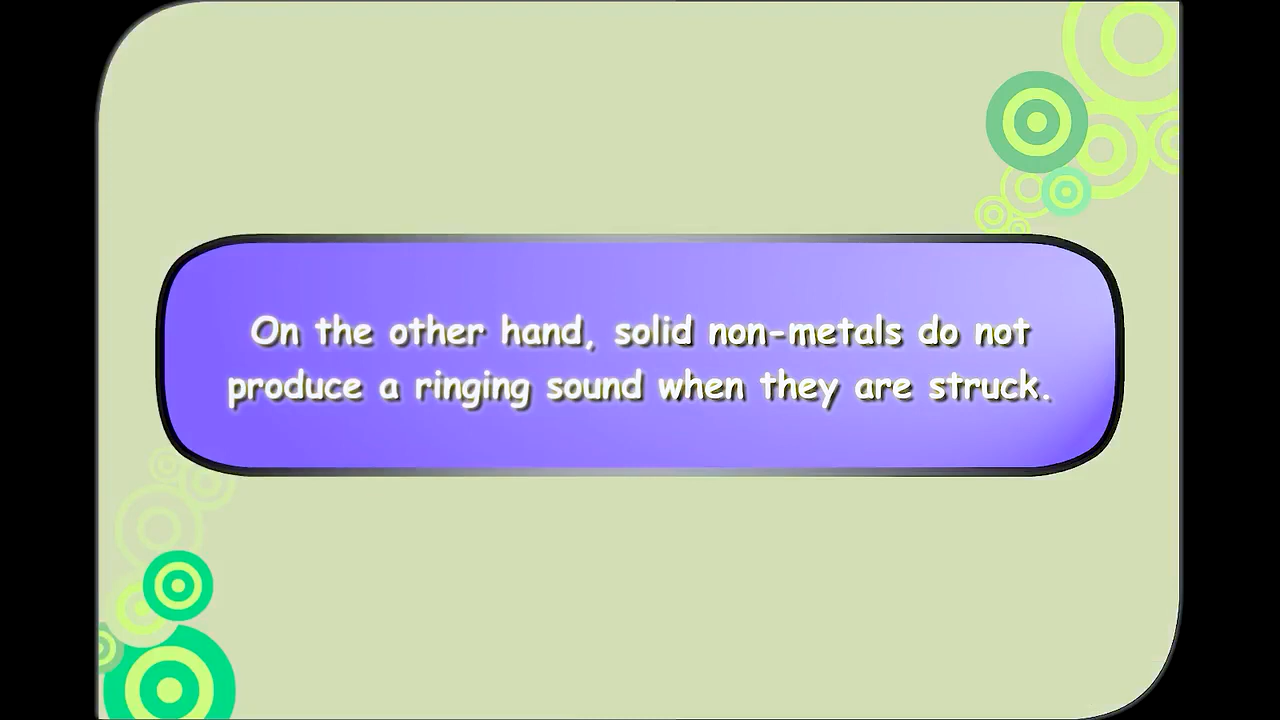 On the other hand, solid non-metals do not
produce a ringing sound when they are struck.